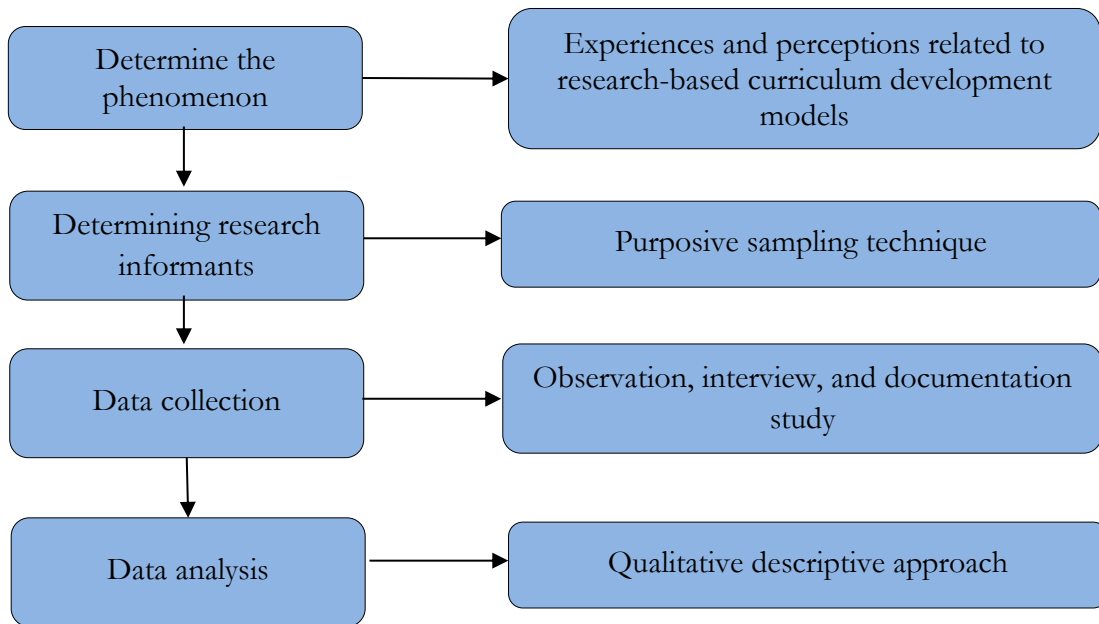 Determine the
phenomenon
Experiences and perceptions related to
research-based curriculum development
models
Determining research
informants
Purposive sampling technique
Data collection
Observation, interview, and documentation
study
Data analysis
Qualitative descriptive approach